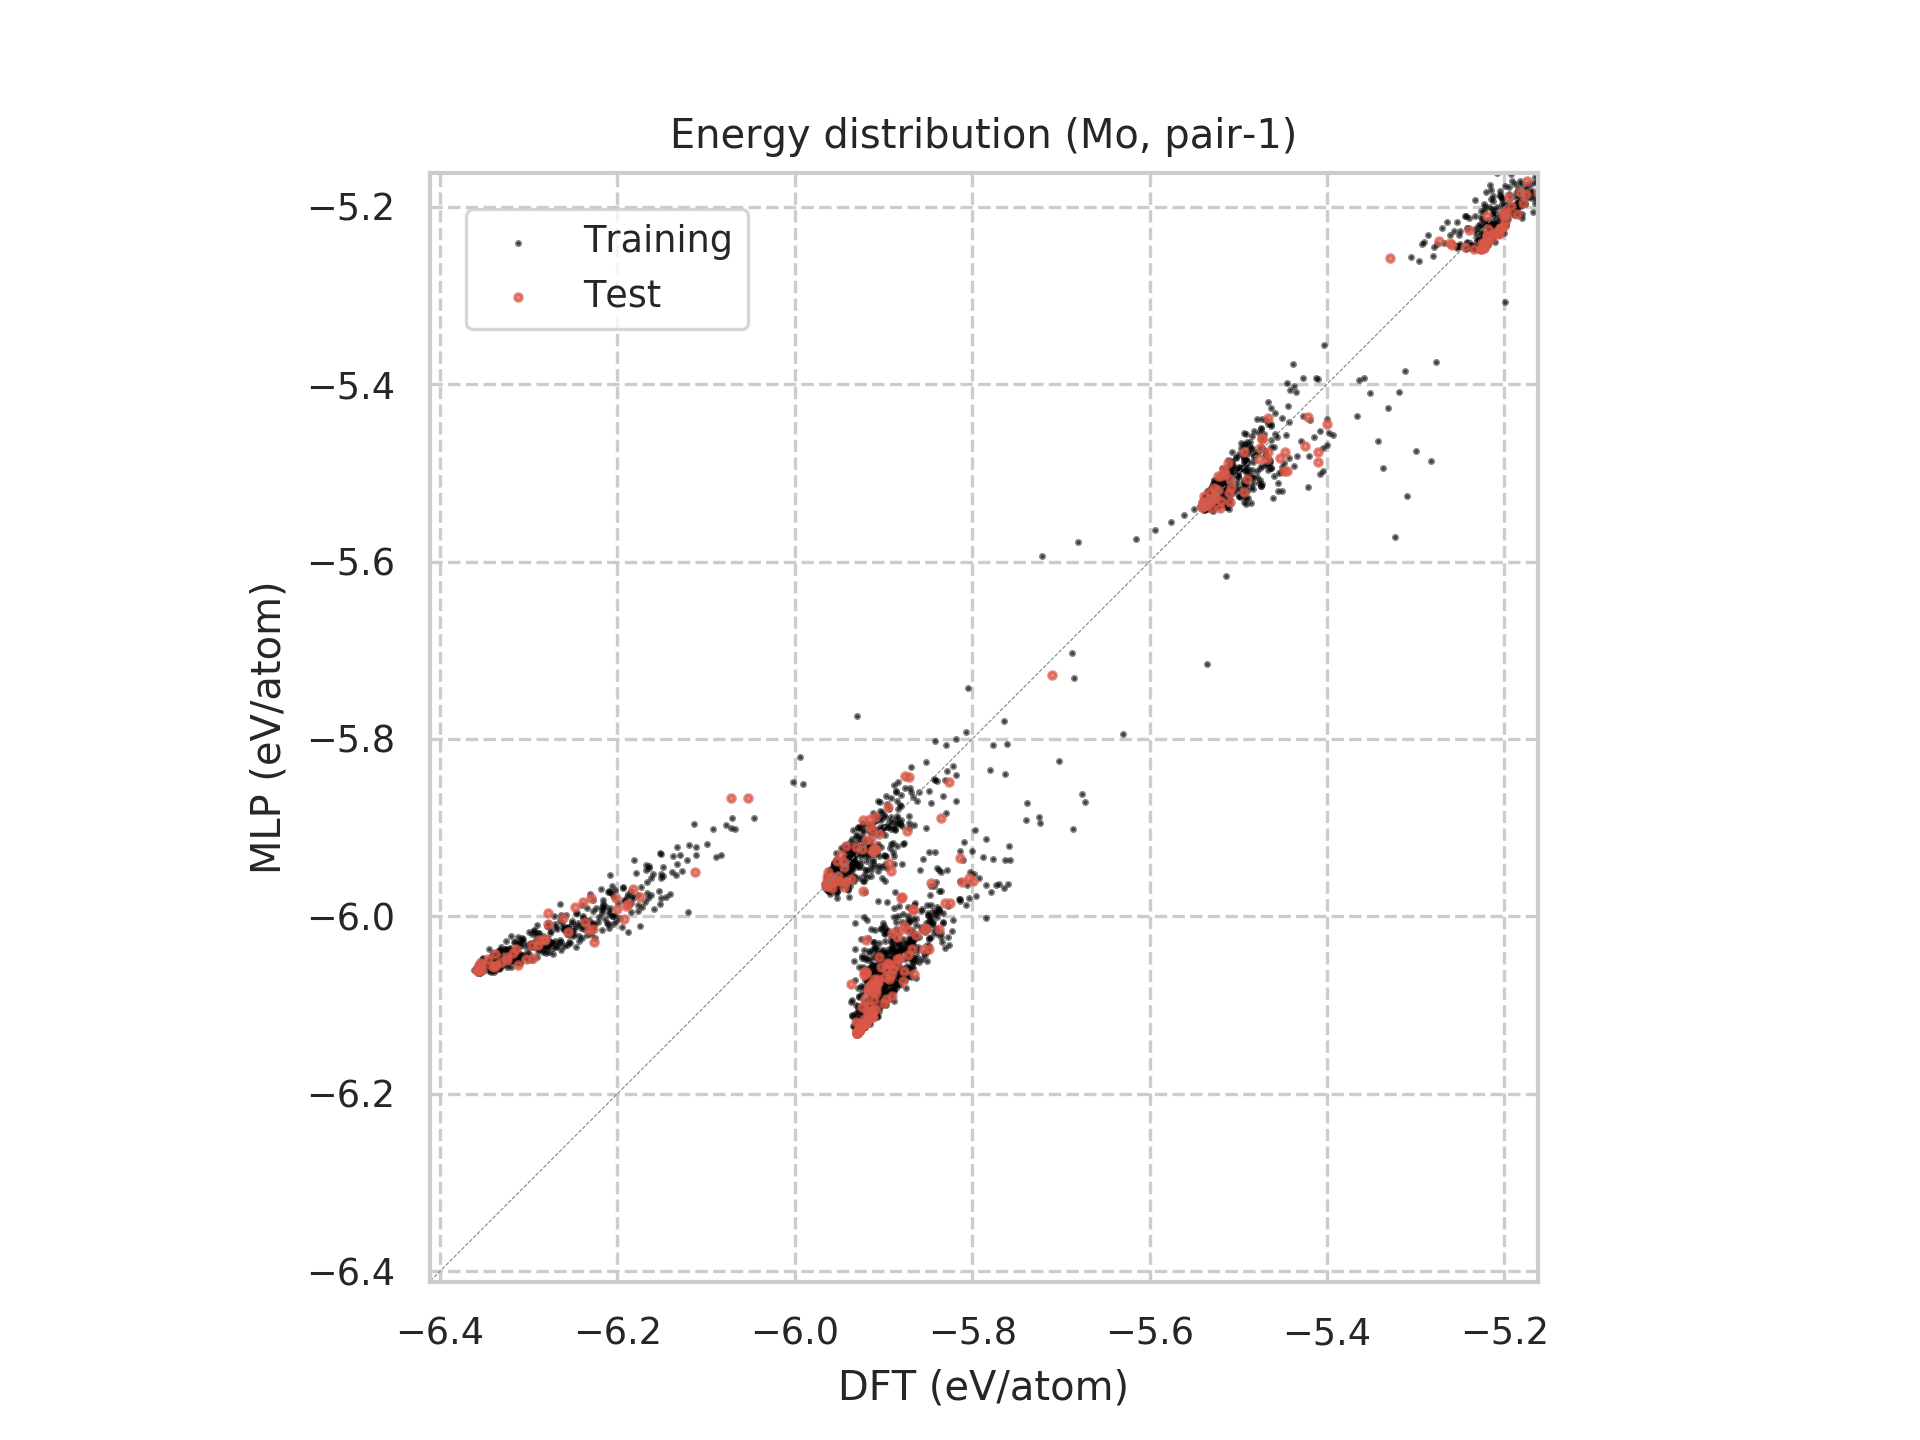 Energy distribution (Mo, pair-1)
Training
Test
MLP (eV/atom)
−5.2
−5.4
−5.6
−5.8
−6.0
−6.2
−6.4
−6.4 −6.2 −6.0 −5.8 −5.6 −5.4 −5.2
DFT (eV/atom)